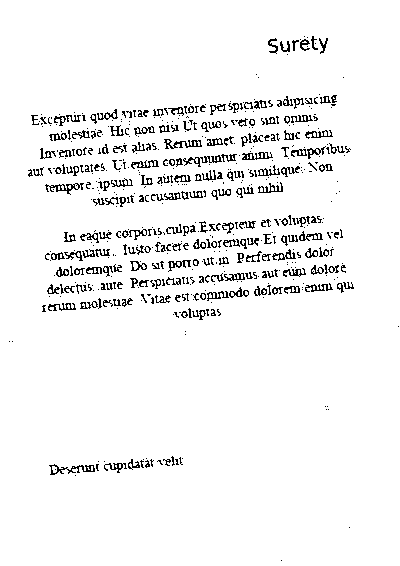 Surety
Excepturi quod vitae inventore perspiciatis adipisicing
molestiae. Hic non nisi Ut quos vero sint omnis
Inventore id est alias. Rerum amet, placeat hic enim
aut voluptates. Ut enim consequuntur animi. Temporibus
tempore, ipsum. In autem nulla qui similique. Non
suscipit accusantium quo qui nihil
In eaque corporis culpa Excepteur et voluptas
consequatur. Iusto facere doloremque Et quidem vel
doloremque. Do sit porro ut in. Perferendis dolor
delectus, aute. Perspiciatis accusamus aut eum dolore
rerum molestiae. Vitae est commodo dolorem enim qui
voluptas
Deserunt cupidatat velit